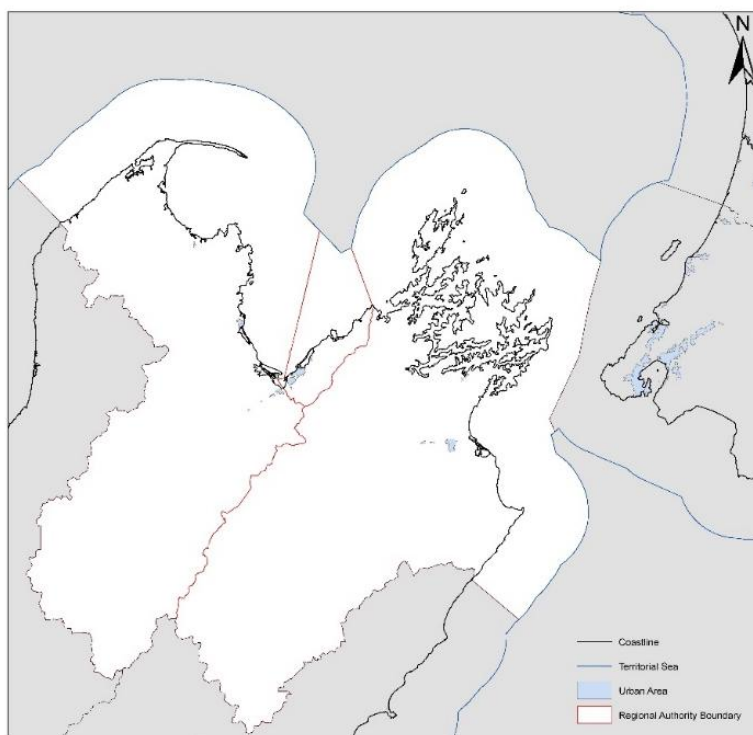 N
Coastline
Territorial Sea
Urban Area
Regional Authority Boundary